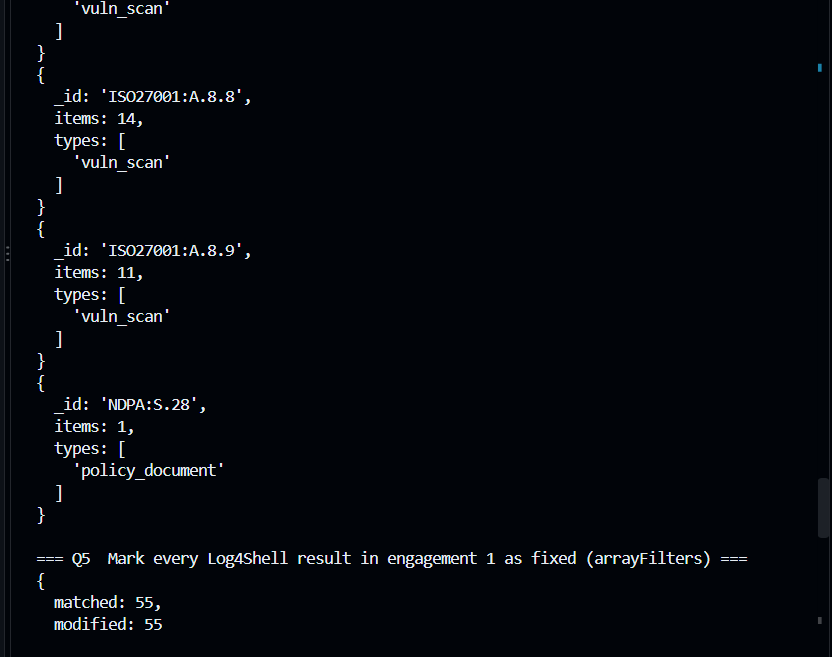 'vuln_scan'
]
}
{
_id: 'ISO27001:A.8.8',
items: 14,
types: [
'vuln_scan'
]
}
{
_id: 'ISO27001:A.8.9',
items: 11,
types: [
'vuln_scan'
]
}
{
_id: 'NDPA:S.28',
items: 1,
types: [
'policy_document'
]
}
=== Q5  Mark every Log4Shell result in engagement 1 as fixed (arrayFilters) ===
{
matched: 55,
modified: 55